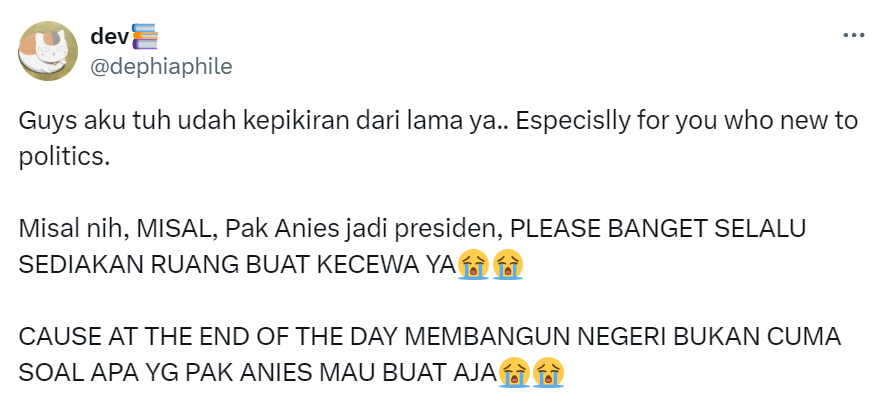 dev📚
@dephiaphile
Guys aku tuh udah kepikiran dari lama ya.. Especislly for you who new to
politics.
Misal nih, MISAL, Pak Anies jadi presiden, PLEASE BANGET SELALU
SEDIAKAN RUANG BUAT KECEWA YA😭😭
CAUSE AT THE END OF THE DAY MEMBANGUN NEGERI BUKAN CUMA
SOAL APA YG PAK ANIES MAU BUAT AJA😭😭